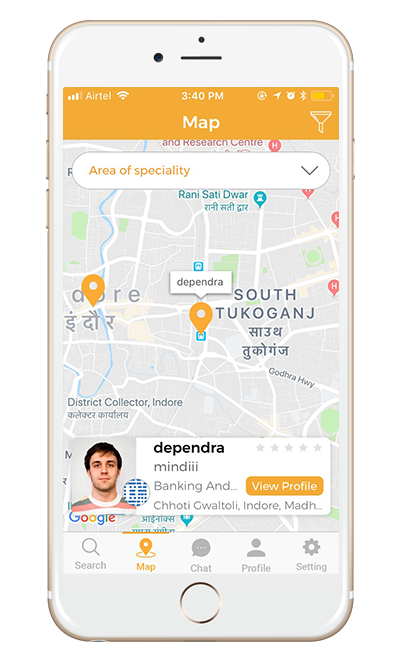 Airtel
3:40 PM
Map
and Research Centre
Area of speciality
Rani Sati Dwar
रानी सती द्वार
dependra
dore
SOUTH
इंदौर
TUKOGANJ
साउथ
तुकोगंज
Godha Hwy
District Collector, Indore
कलेक्टर कार्यालय
dependra
mindiii
Banking And...
View Profile
Chhoti Gwaltoli, Indore, Madh...
Google
आईनॉक्स
Search
Map
Chat
Profile
Setting